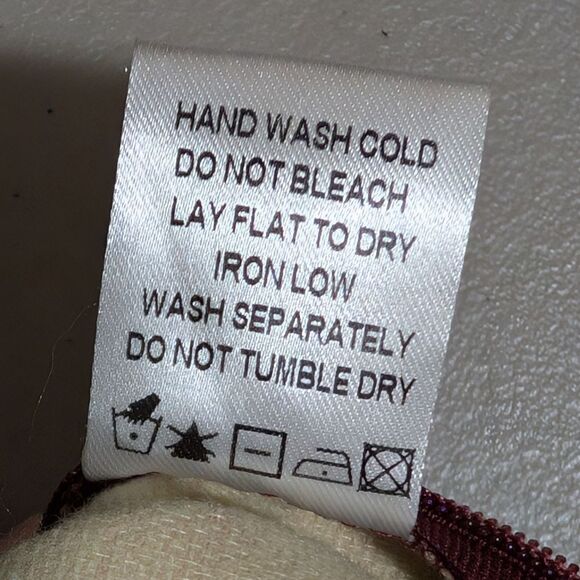 HAND WASH COLD
DO NOT BLEACH
LAY FLAT TO DRY
IRON LOW
WASH SEPARATELY
DO NOT TUMBLE DRY